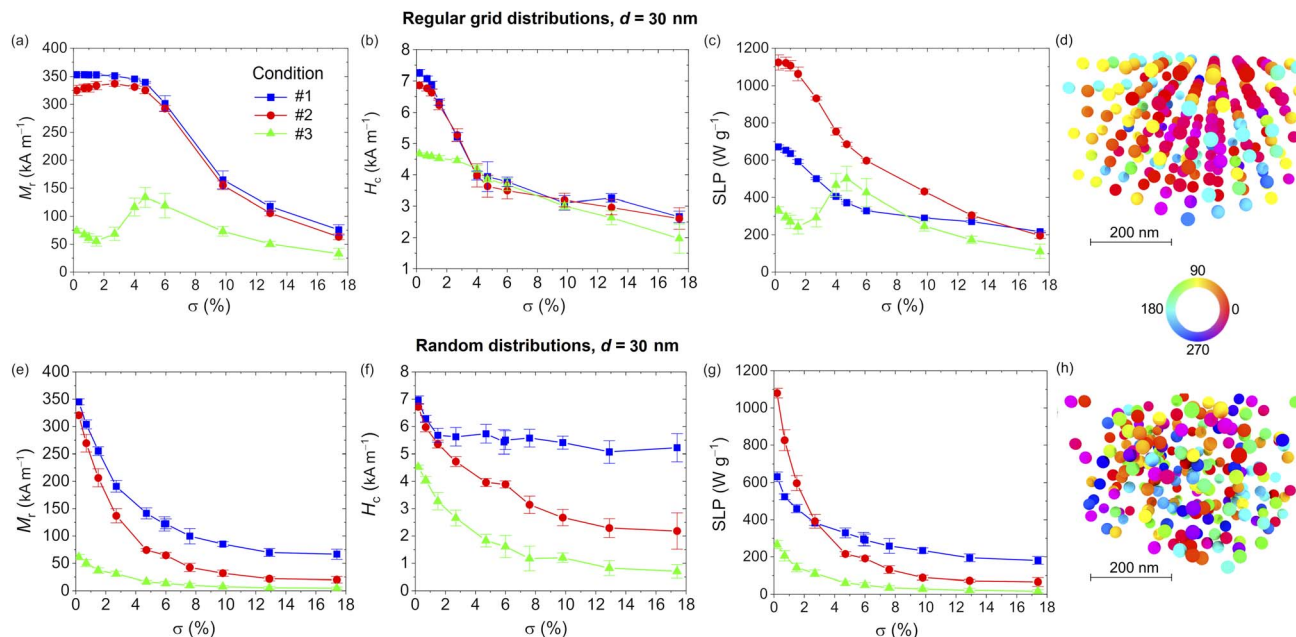 Regular grid distributions, d = 30 nm
(a)
400
350
300
250
200
150
100
50
0
Mr (kA m⁻¹)
Condition
#1
#2
#3
0 2 4 6 8 10 12 14 16 18
σ (%)
(b)
8
7
6
5
4
3
2
1
Hc (kA m⁻¹)
0 2 4 6 8 10 12 14 16 18
σ (%)
(c)
1200
1000
800
600
400
200
0
SLP (W g⁻¹)
0 2 4 6 8 10 12 14 16 18
σ (%)
(d)
200 nm
90
180 0
270
Random distributions, d = 30 nm
(e)
400
350
300
250
200
150
100
50
0
Mr (kA m⁻¹)
0 2 4 6 8 10 12 14 16 18
σ (%)
(f)
8
7
6
5
4
3
2
1
0
Hc (kA m⁻¹)
0 2 4 6 8 10 12 14 16 18
σ (%)
(g)
1200
1000
800
600
400
200
0
SLP (W g⁻¹)
0 2 4 6 8 10 12 14 16 18
σ (%)
(h)
200 nm